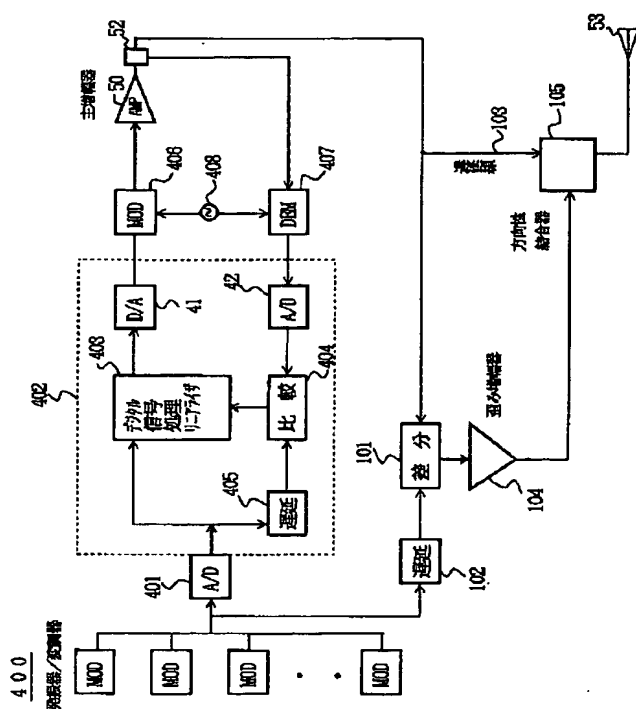 400
発振器/変調器
MOD
MOD
MOD
MOD
401
A/D
402
403
デジタル
信号
処理
リニアライザ
405
遅延
404
比較
D/A
41
A/D
42
MOD
406
408
DEM
407
主増幅器
AMP
50
52
遅延
102
101
差分
歪み増幅器
104
方向性
結合器
105
遅延線
103
53